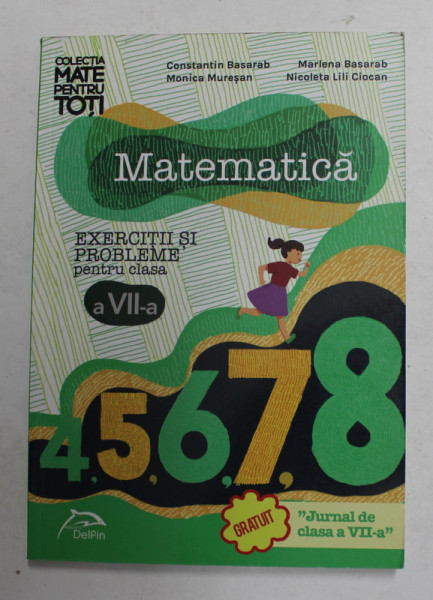 COLECȚIA
MATE
PENTRU
TOȚI
Constantin Basarab
Marlena Basarab
Monica Mureșan
Nicoleta Lili Ciocan
Matematică
EXERCIȚII ȘI
PROBLEME
pentru clasa
a VII-a
4, 5, 6, 7, 8
GRATUIT
"Jurnal de
clasa a VII-a"
Delfin